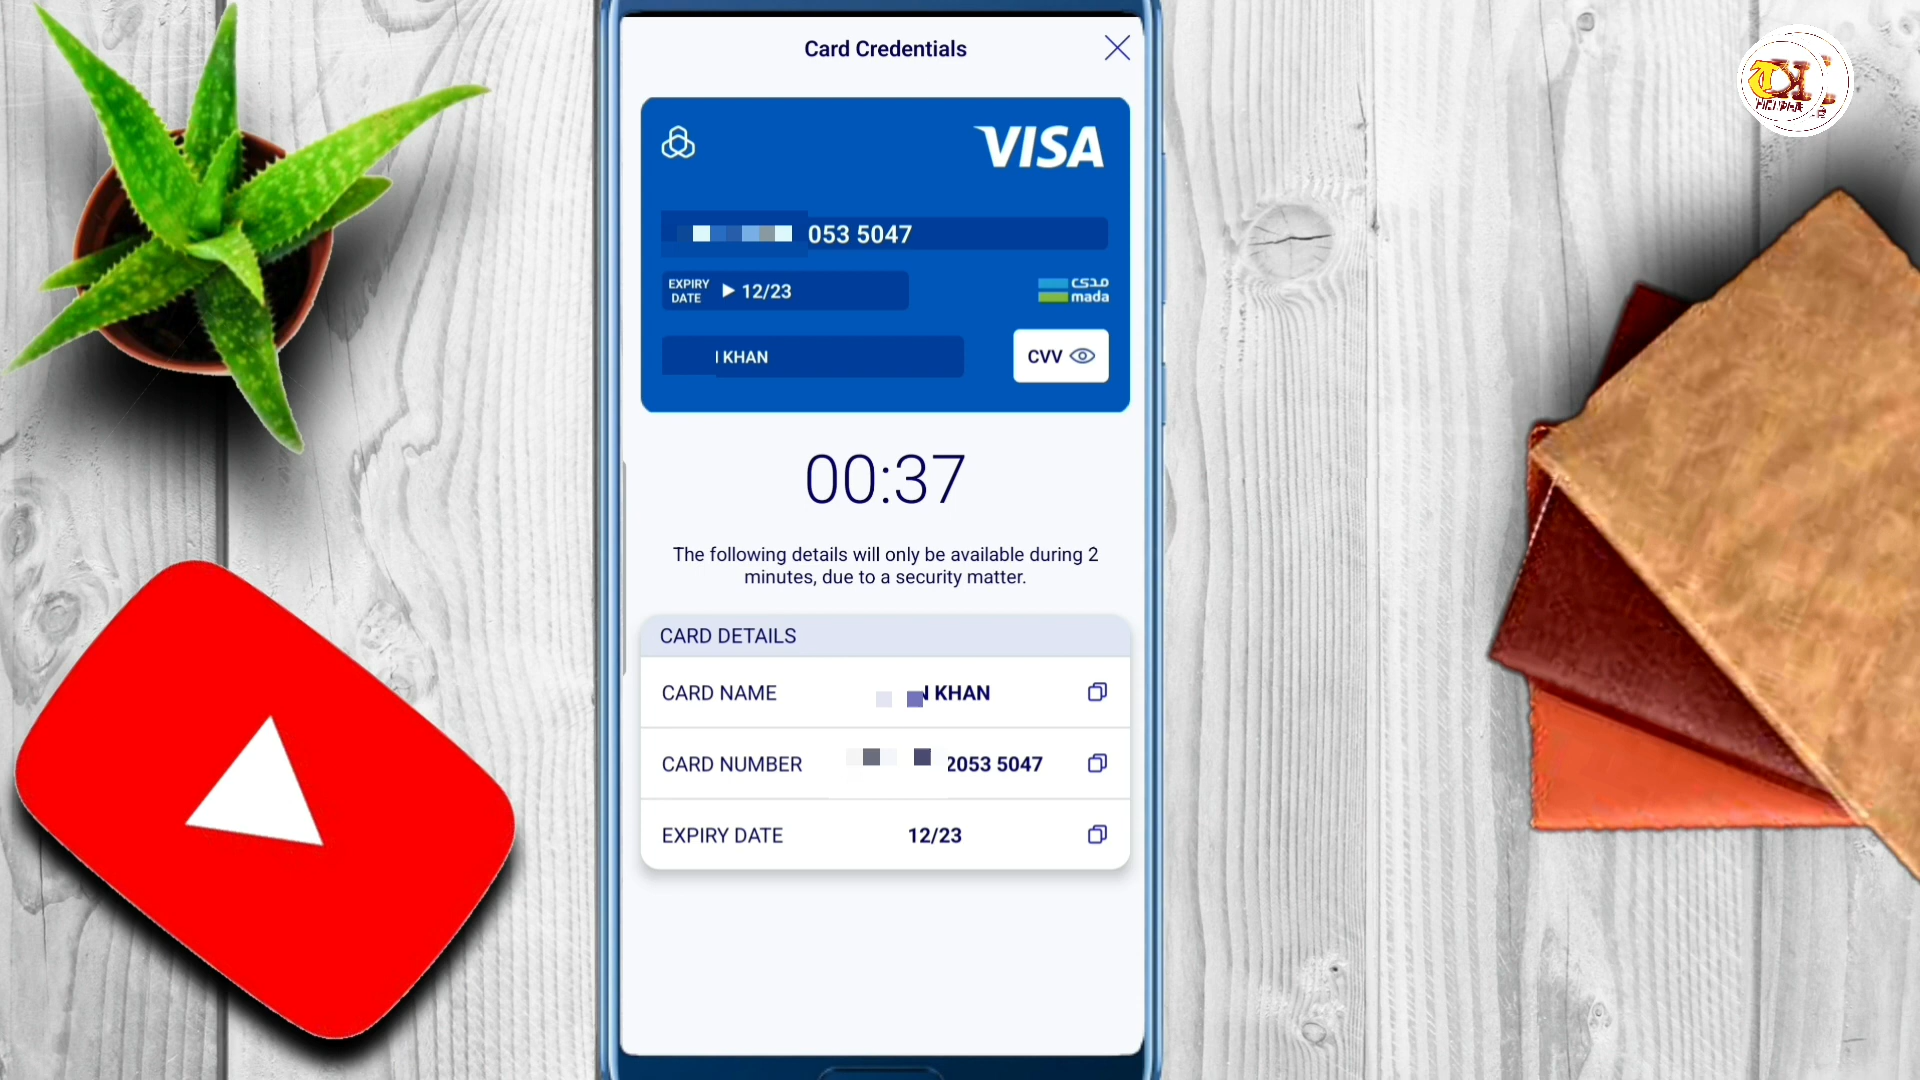 Card Credentials
VISA
053 5047
EXPIRY
DATE
12/23
مدى
mada
KHAN
CVV
00:37
The following details will only be available during 2
minutes, due to a security matter.
CARD DETAILS
CARD NAME
KHAN
CARD NUMBER
2053 5047
EXPIRY DATE
12/23